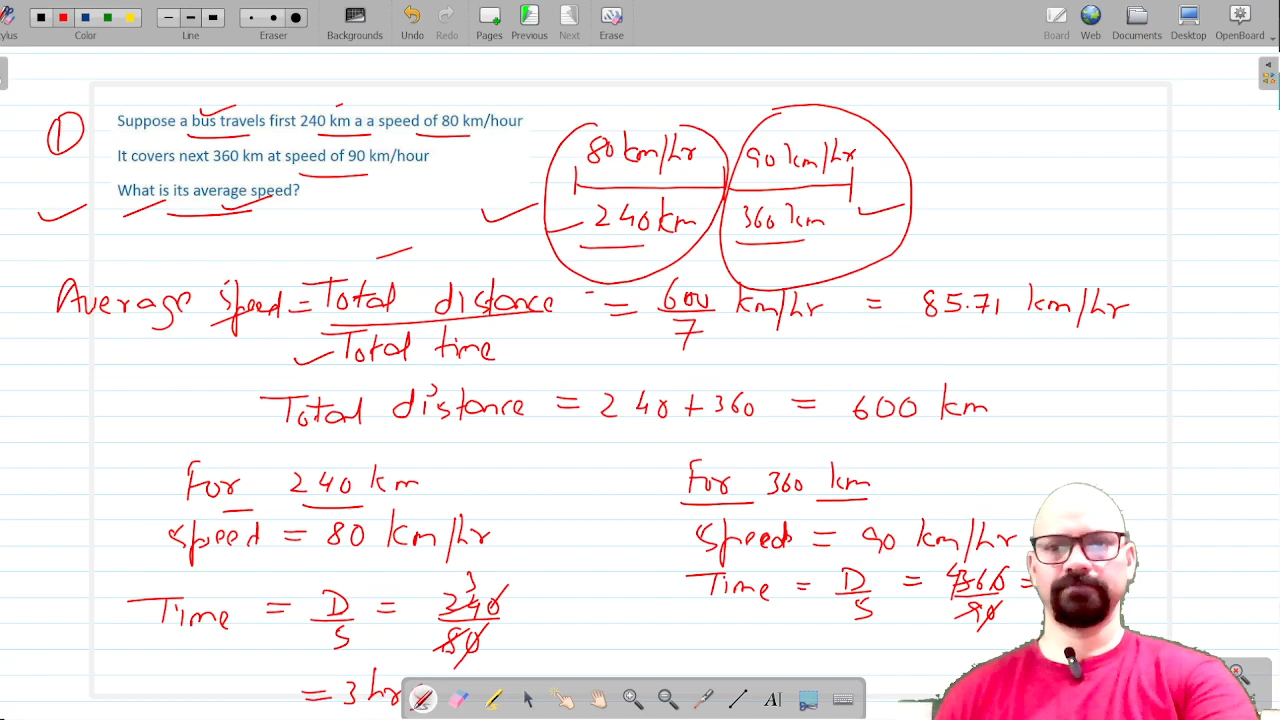 tylus
Color
Line
Eraser
Backgrounds
Undo
Redo
Pages
Previous
Next
Erase
Board
Web
Documents
Desktop
OpenBoard
1
Suppose a bus travels first 240 km a a speed of 80 km/hour
It covers next 360 km at speed of 90 km/hour
What is its average speed?
80 km/hr 90 km/hr
240 km 360 km
Average speed = Total distance / Total time = 600/7 km/hr = 85.71 km/hr
Total distance = 240 + 360 = 600 km
For 240 km
speed = 80 km/hr
Time = D/S = 240/80 3
= 3 hr
For 360 km
speed = 90 km/hr
Time = D/S = 360/90 4 =